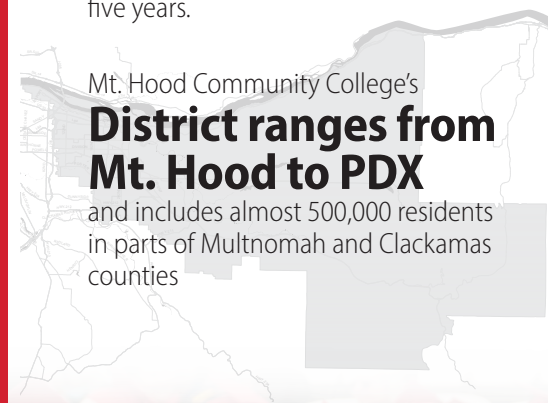 five years.
Mt. Hood Community College’s
District ranges from
Mt. Hood to PDX
and includes almost 500,000 residents
in parts of Multnomah and Clackamas
counties